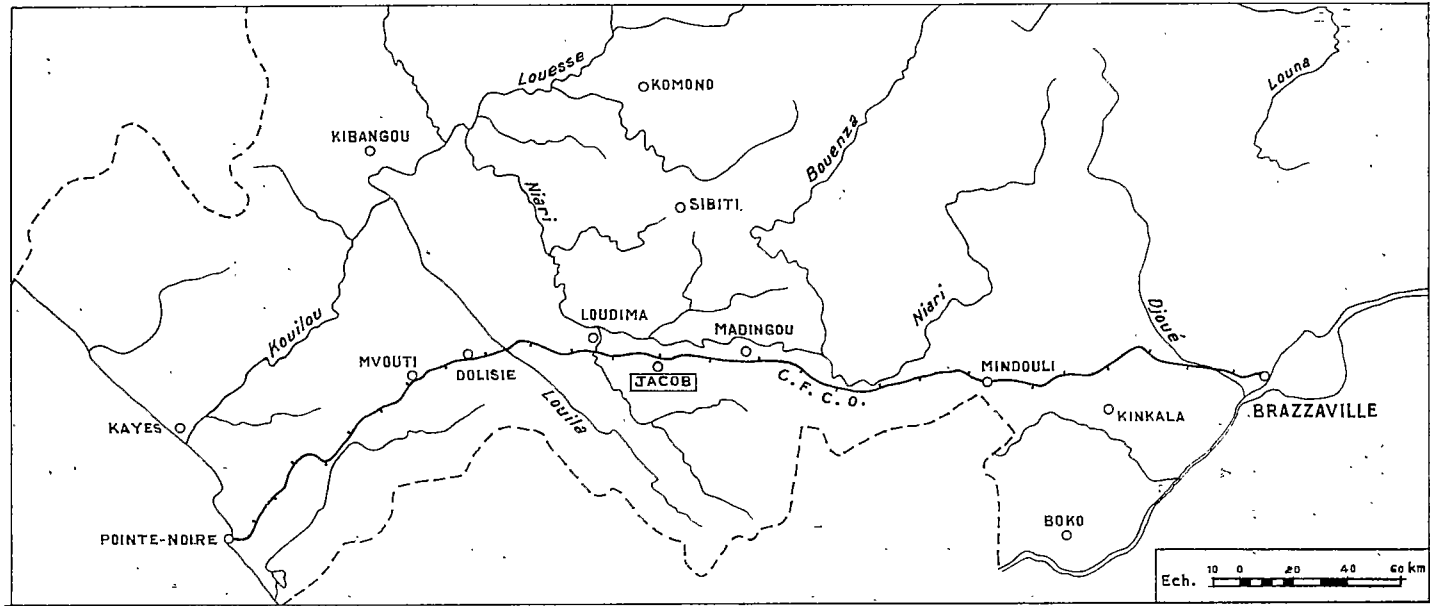 Louesse
KOMONO
Louna
KIBANGOU
Bouenza
Niari
SIBITI
Kouilou
LOUDIMA
MADINGOU
Niari
Djoué
MVOUTI
DOLISIE
JACOB
C.F.C.O.
MINDOULI
BRAZZAVILLE
KAYES
Louila
KINKALA
POINTE-NOIRE
BOKO
Ech. 10 0 20 40 60 km